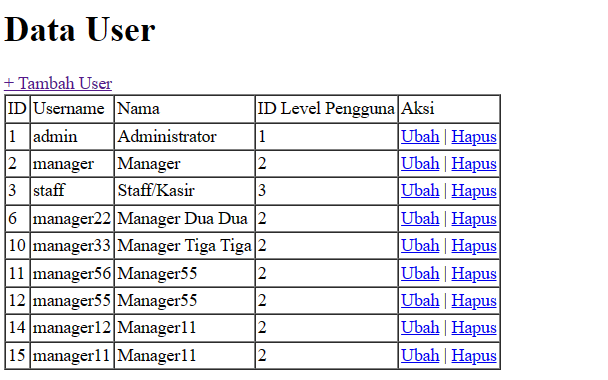 Data User
+ Tambah User
ID Username Nama ID Level Pengguna Aksi
1 admin Administrator 1 Ubah | Hapus
2 manager Manager 2 Ubah | Hapus
3 staff Staff/Kasir 3 Ubah | Hapus
6 manager22 Manager Dua Dua 2 Ubah | Hapus
10 manager33 Manager Tiga Tiga 2 Ubah | Hapus
11 manager56 Manager55 2 Ubah | Hapus
12 manager55 Manager55 2 Ubah | Hapus
14 manager12 Manager11 2 Ubah | Hapus
15 manager11 Manager11 2 Ubah | Hapus